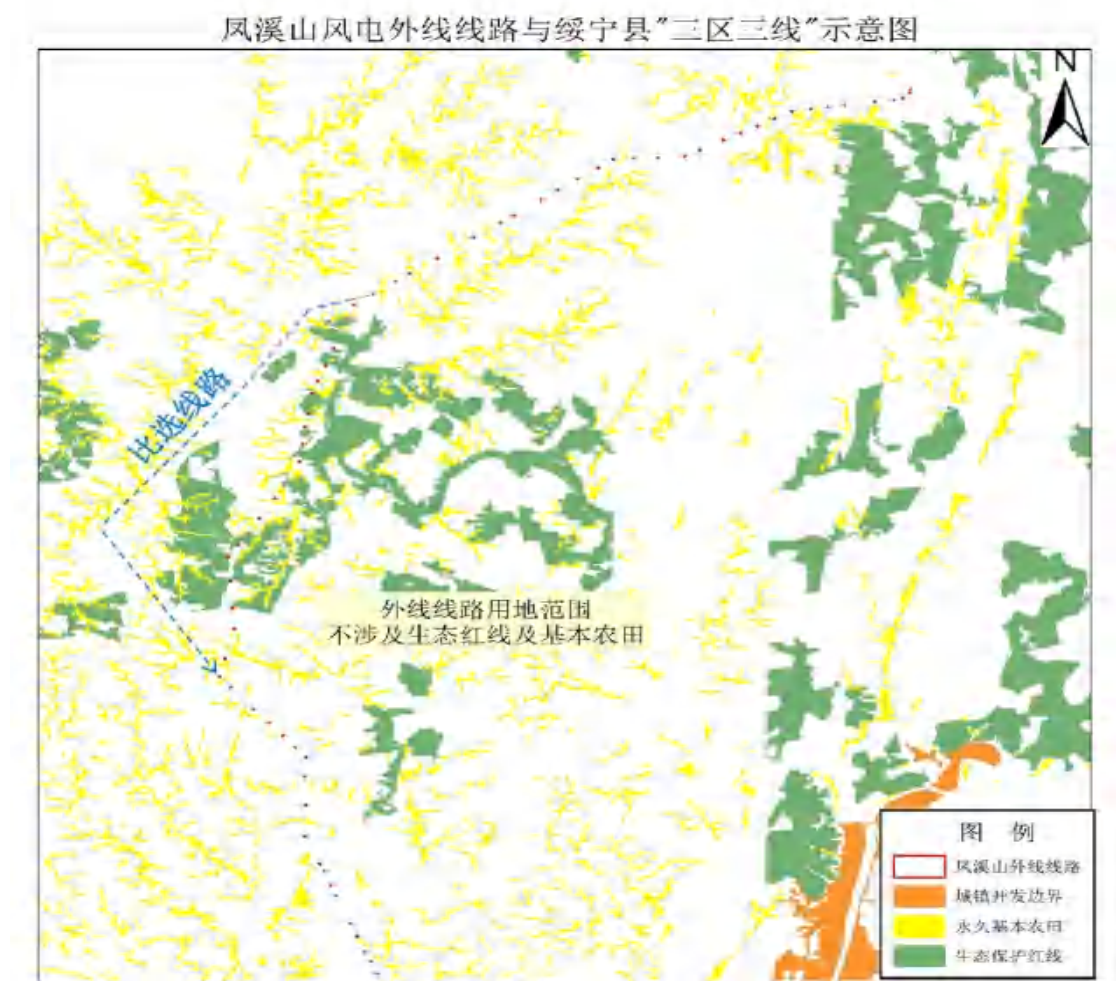 凤溪山风电外线线路与绥宁县"三区三线"示意图
N
比选线路
外线线路用地范围
不涉及生态红线及基本农田
图 例
凤溪山外线线路
城镇开发边界
永久基本农田
生态保护红线